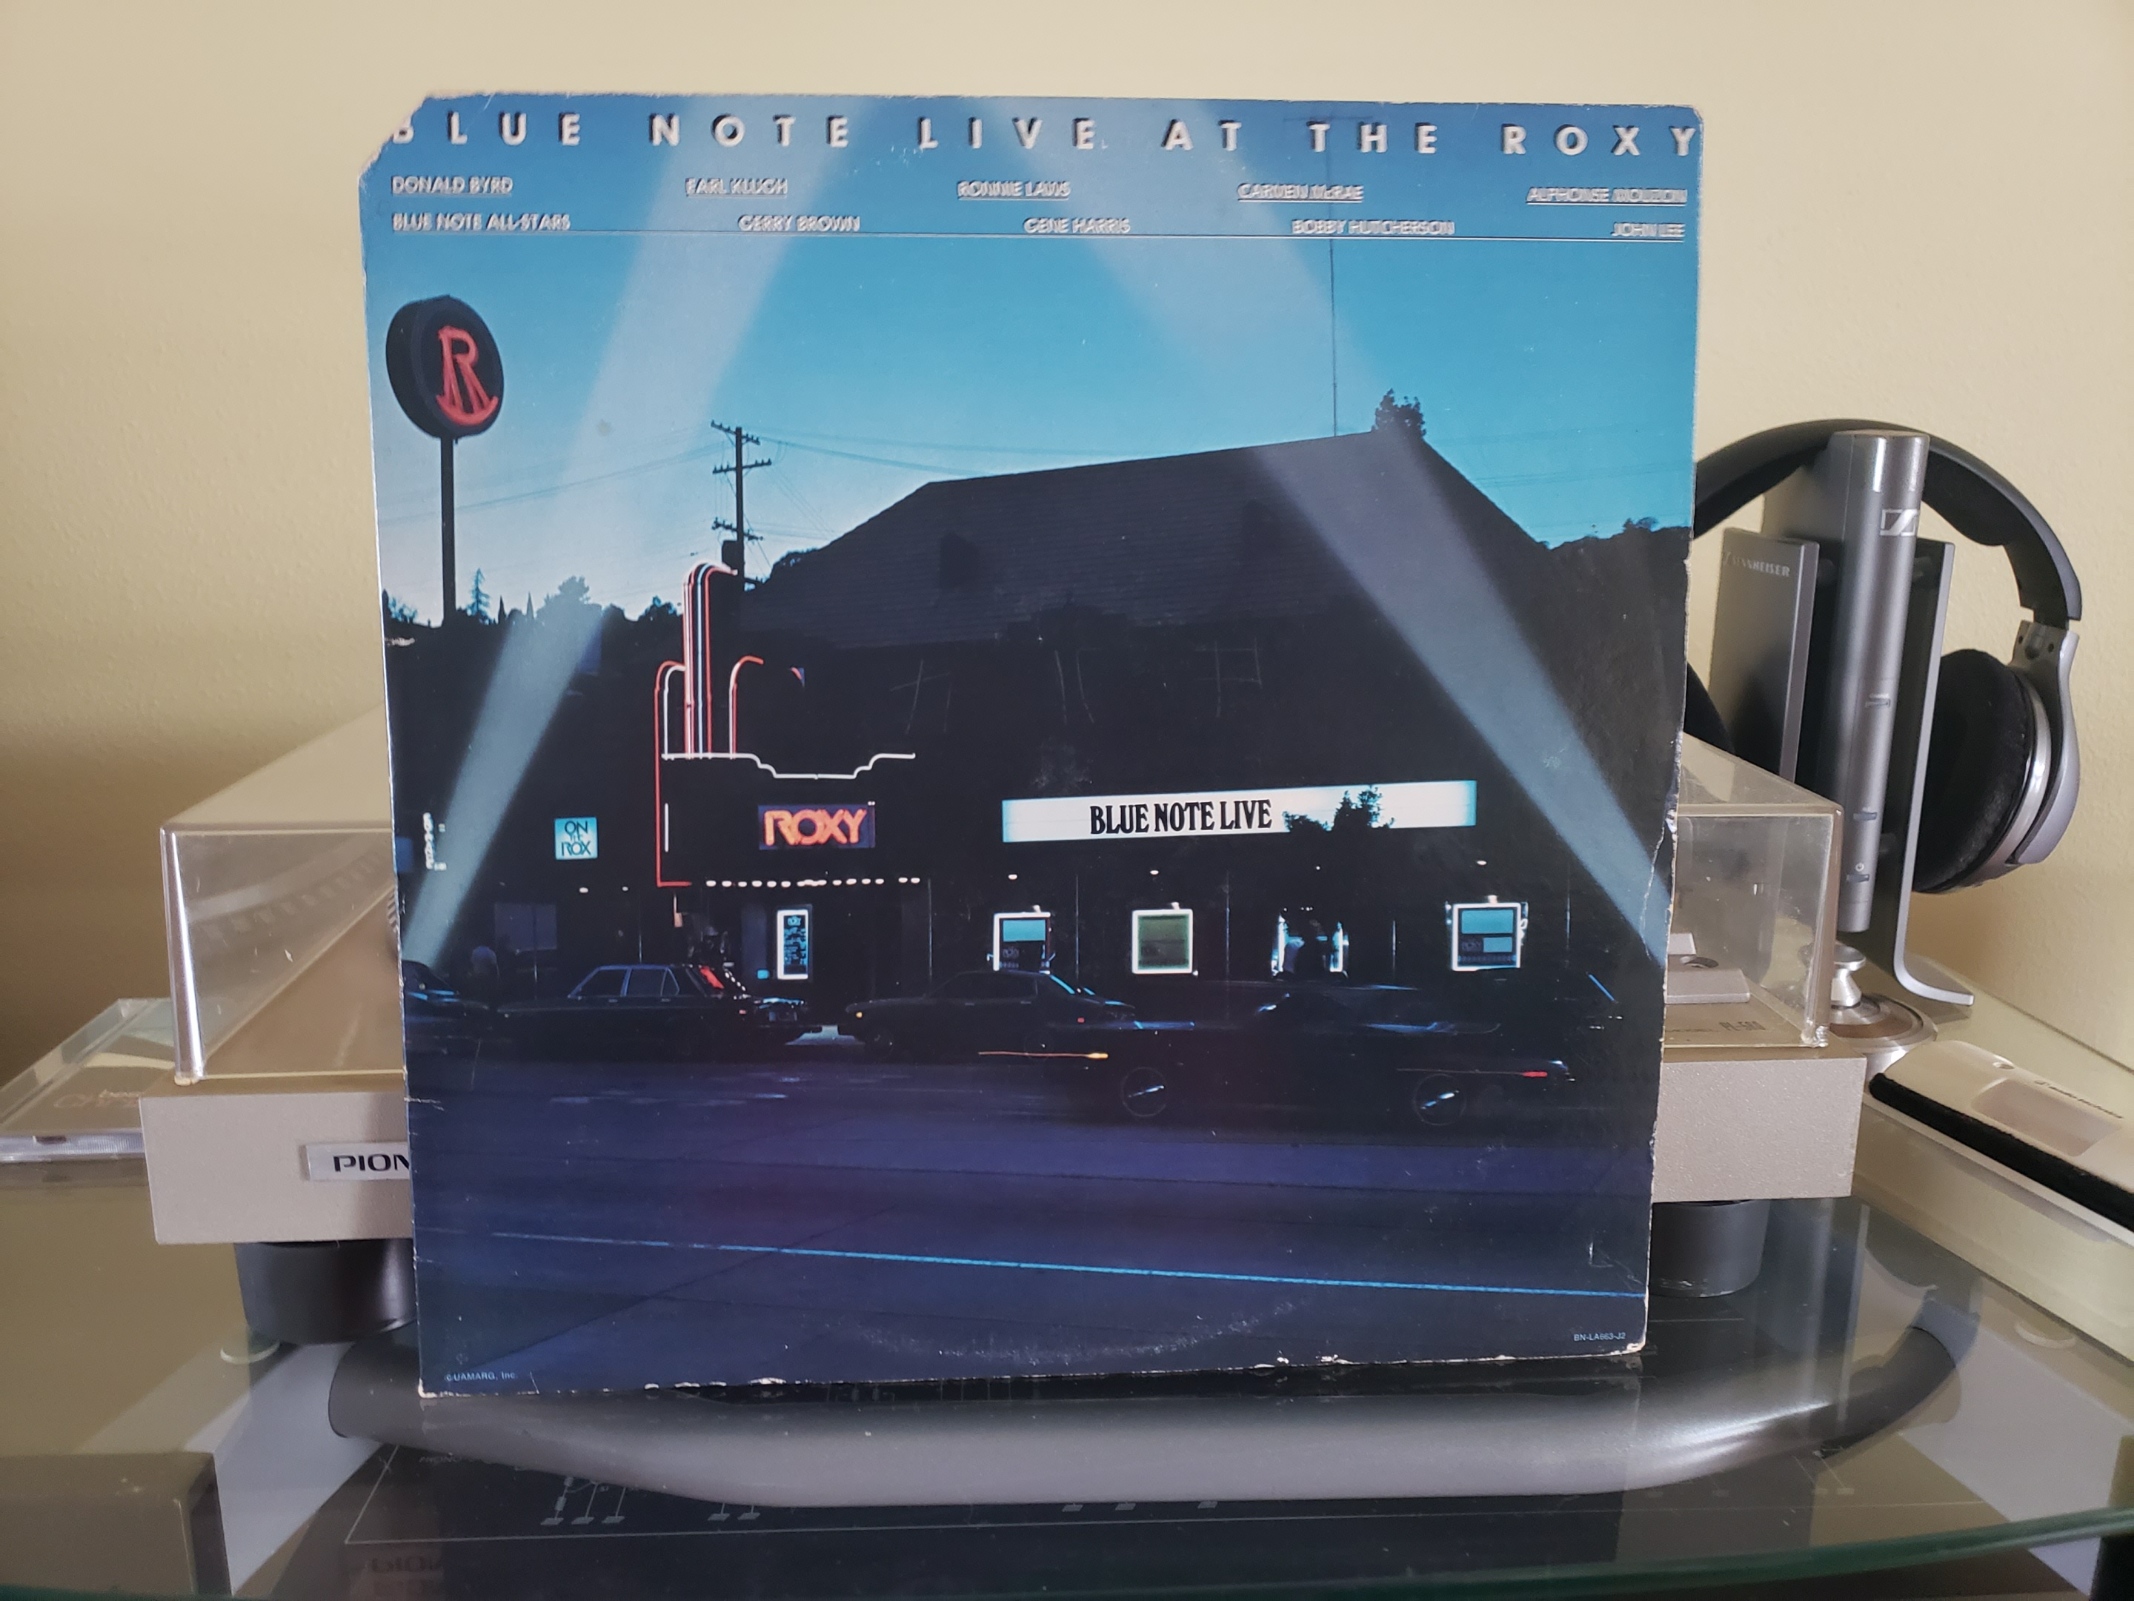 BLUE NOTE LIVE AT THE ROXY
DONALD BYRD EARL KLUGH RONNIE LAWS CARMEN McRAE ALPHONSE MOUZON
BLUE NOTE ALL-STARS GERRY BROWN GENE HARRIS BOBBY HUTCHERSON JOHN LEE
R
SENNHEISER
ON
ROX
ROXY
BLUE NOTE LIVE
PION
BN-LA663-J2
©UAMARG, Inc.